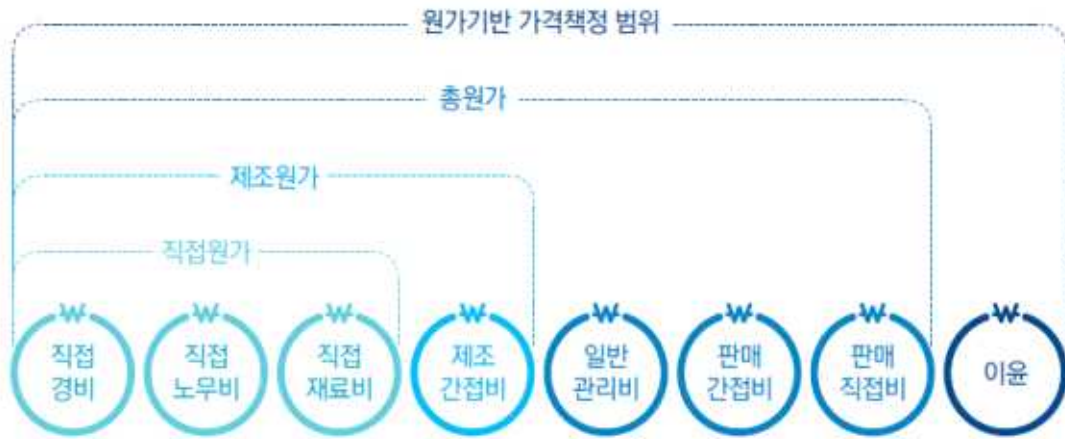 원가기반 가격책정 범위
총원가
제조원가
직접원가
₩ ₩ ₩ ₩ ₩ ₩ ₩ ₩
직접 직접 직접 제조 일반 판매 판매 이윤
경비 노무비 재료비 간접비 관리비 간접비 직접비